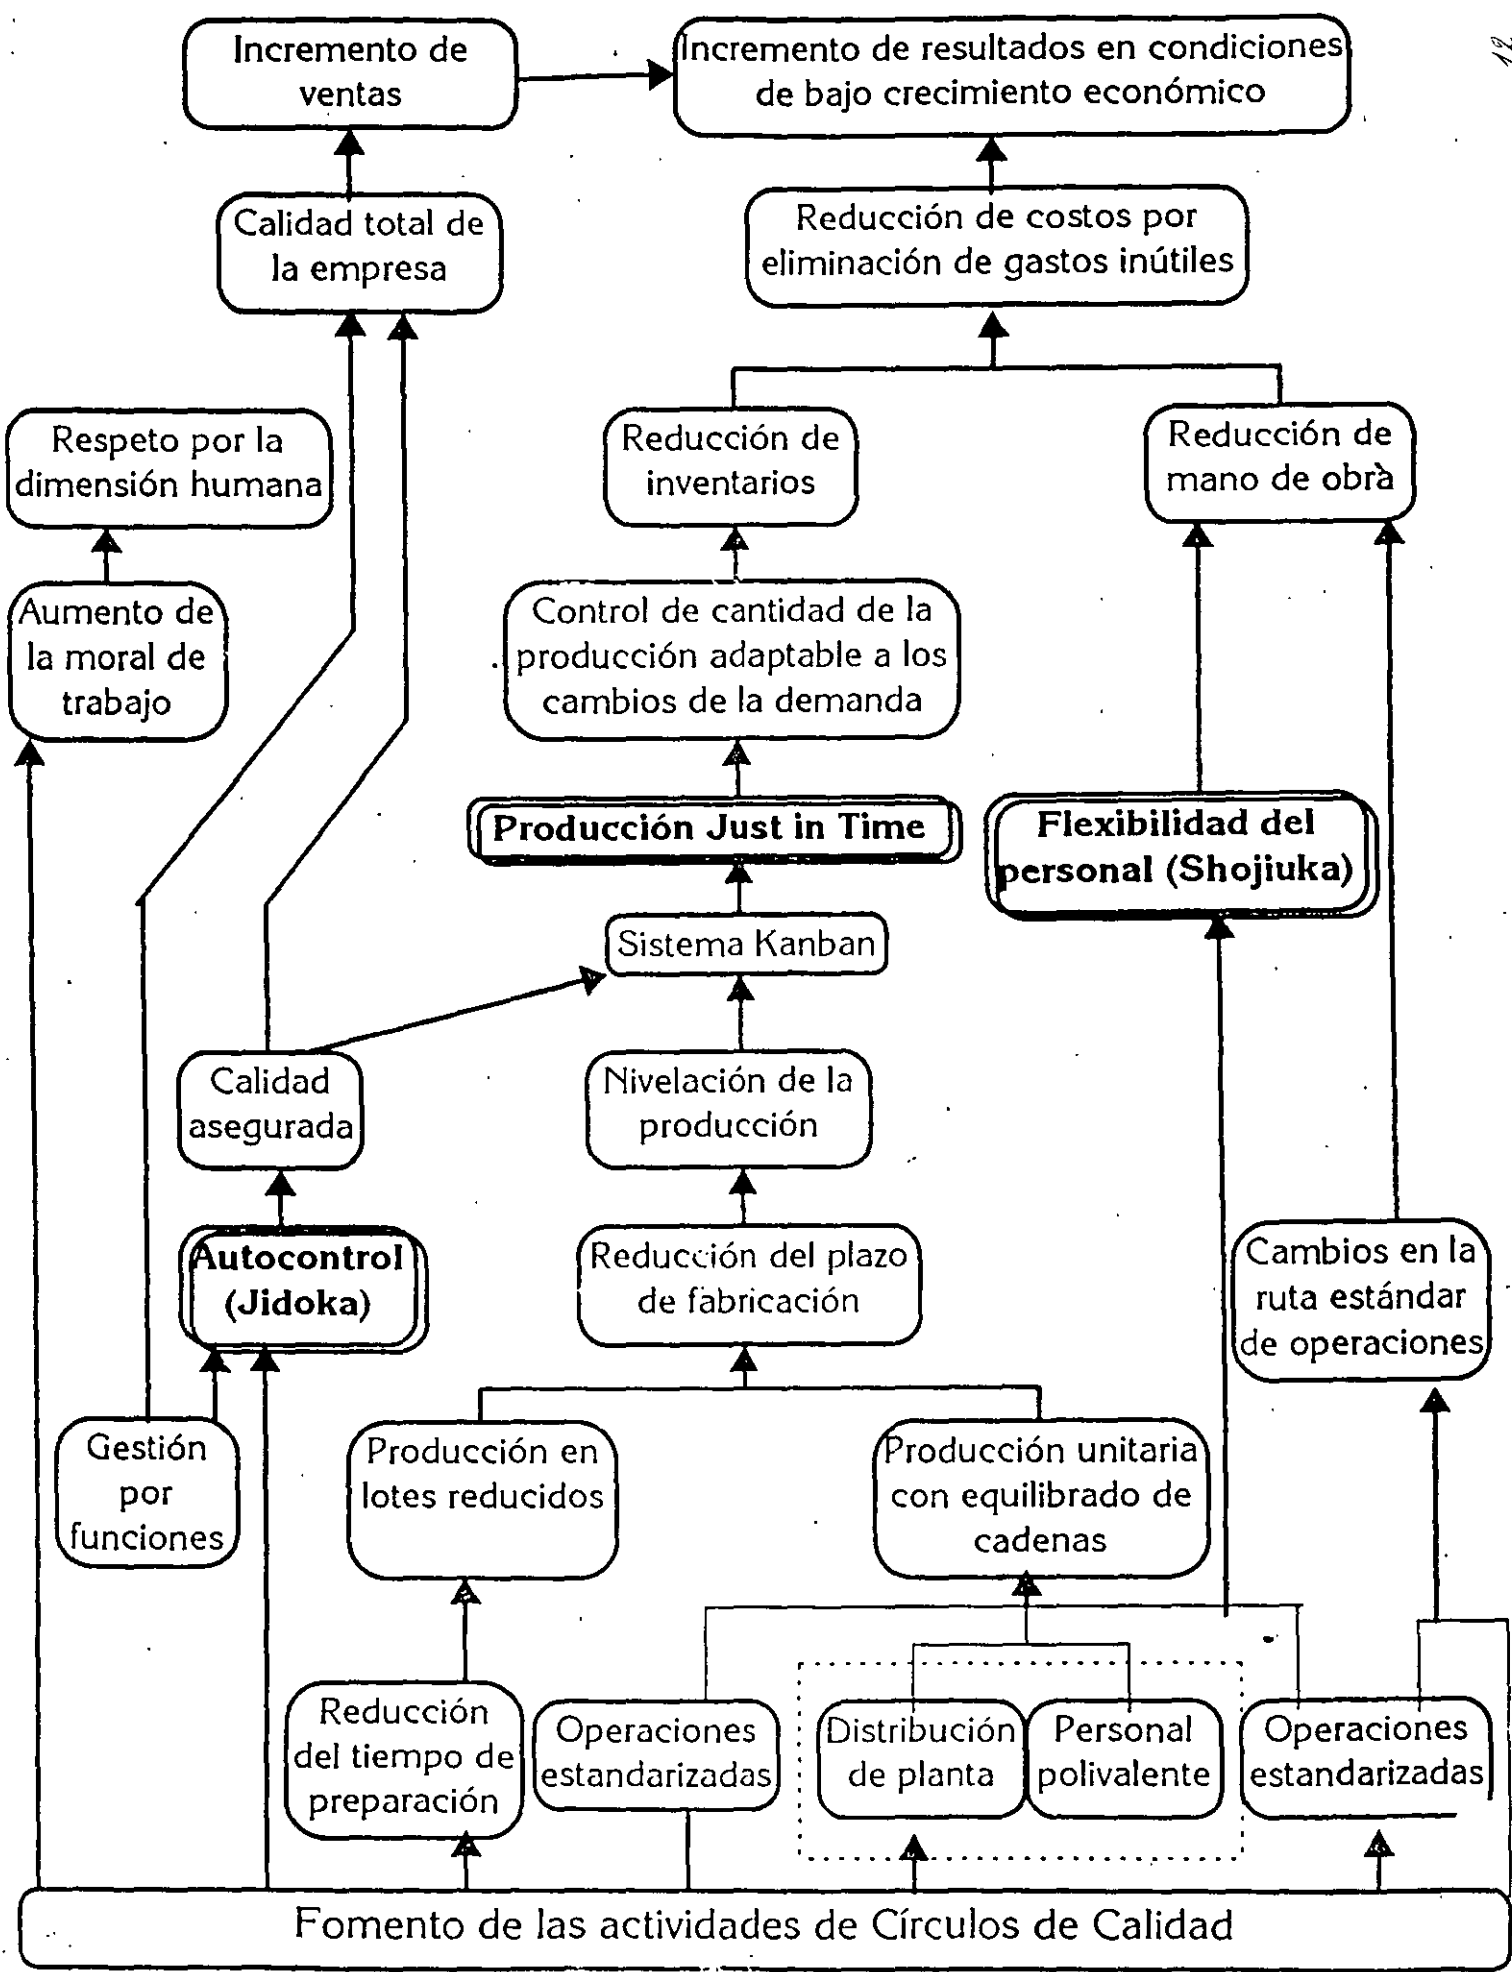 Incremento de
ventas
Incremento de resultados en condiciones
de bajo crecimiento económico
12
Calidad total de
la empresa
Reducción de costos por
eliminación de gastos inútiles
Respeto por la
dimensión humana
Reducción de
inventarios
Reducción de
mano de obra
Aumento de
la moral de
trabajo
Control de cantidad de la
producción adaptable a los
cambios de la demanda
Producción Just in Time
Flexibilidad del
personal (Shojiuka)
Sistema Kanban
Calidad
asegurada
Nivelación de la
producción
Autocontrol
(Jidoka)
Reducción del plazo
de fabricación
Cambios en la
ruta estándar
de operaciones
Gestión
por
funciones
Producción en
lotes reducidos
Producción unitaria
con equilibrado de
cadenas
Reducción
del tiempo de
preparación
Operaciones
estandarizadas
Distribución
de planta
Personal
polivalente
Operaciones
estandarizadas
Fomento de las actividades de Círculos de Calidad